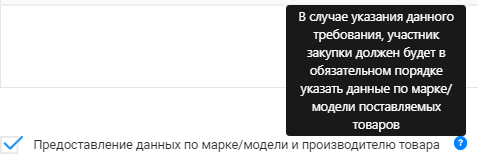 В случае указания данного
требования, участник
закупки должен будет в
обязательном порядке
указать данные по марке/
модели поставляемых
товаров
Предоставление данных по марке/модели и производителю товара ?